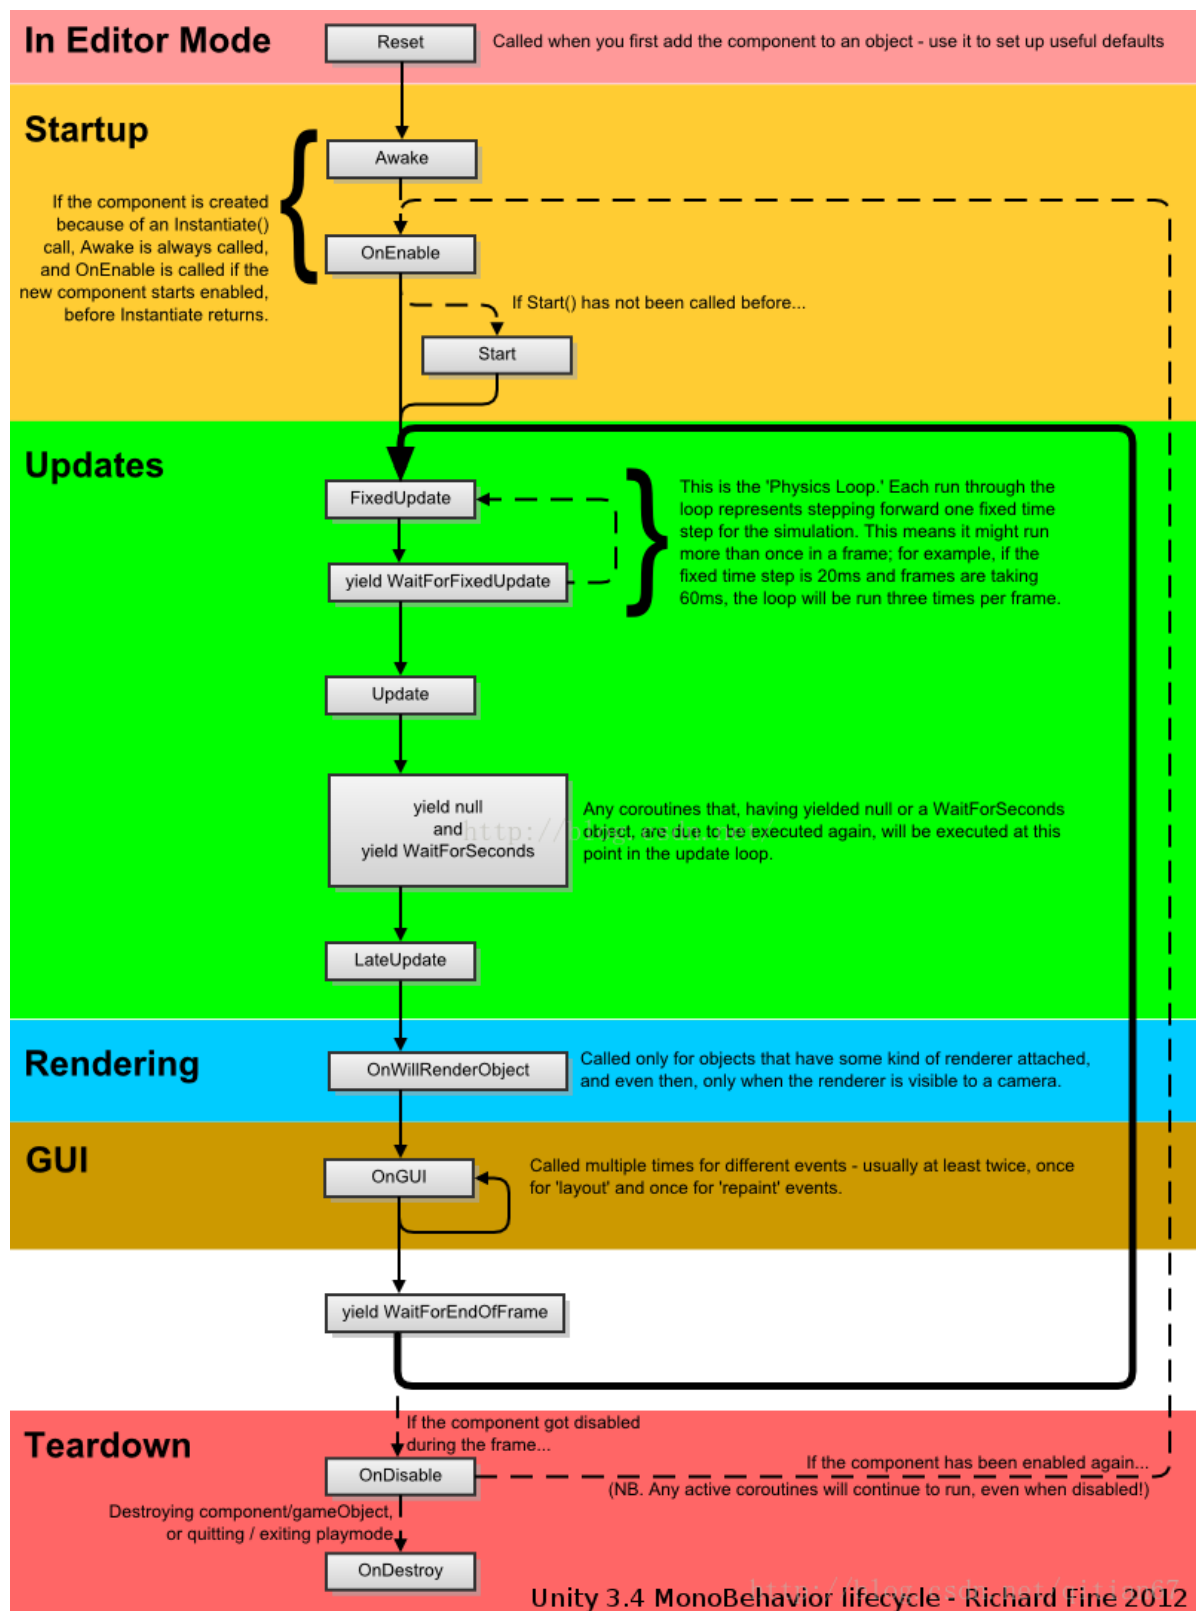 In Editor Mode
Reset
Called when you first add the component to an object - use it to set up useful defaults
Startup
Awake
If the component is created
because of an Instantiate()
call, Awake is always called,
and OnEnable is called if the
new component starts enabled,
before Instantiate returns.
OnEnable
If Start() has not been called before...
Start
Updates
FixedUpdate
yield WaitForFixedUpdate
This is the 'Physics Loop.' Each run through the
loop represents stepping forward one fixed time
step for the simulation. This means it might run
more than once in a frame; for example, if the
fixed time step is 20ms and frames are taking
60ms, the loop will be run three times per frame.
Update
yield null
and
yield WaitForSeconds
Any coroutines that, having yielded null or a WaitForSeconds
object, are due to be executed again, will be executed at this
point in the update loop.
LateUpdate
Rendering
OnWillRenderObject
Called only for objects that have some kind of renderer attached,
and even then, only when the renderer is visible to a camera.
GUI
OnGUI
Called multiple times for different events - usually at least twice, once
for 'layout' and once for 'repaint' events.
yield WaitForEndOfFrame
Teardown
If the component got disabled
during the frame...
OnDisable
If the component has been enabled again...
(NB. Any active coroutines will continue to run, even when disabled!)
Destroying component/gameObject,
or quitting / exiting playmode
OnDestroy
Unity 3.4 MonoBehavior lifecycle - Richard Fine 2012